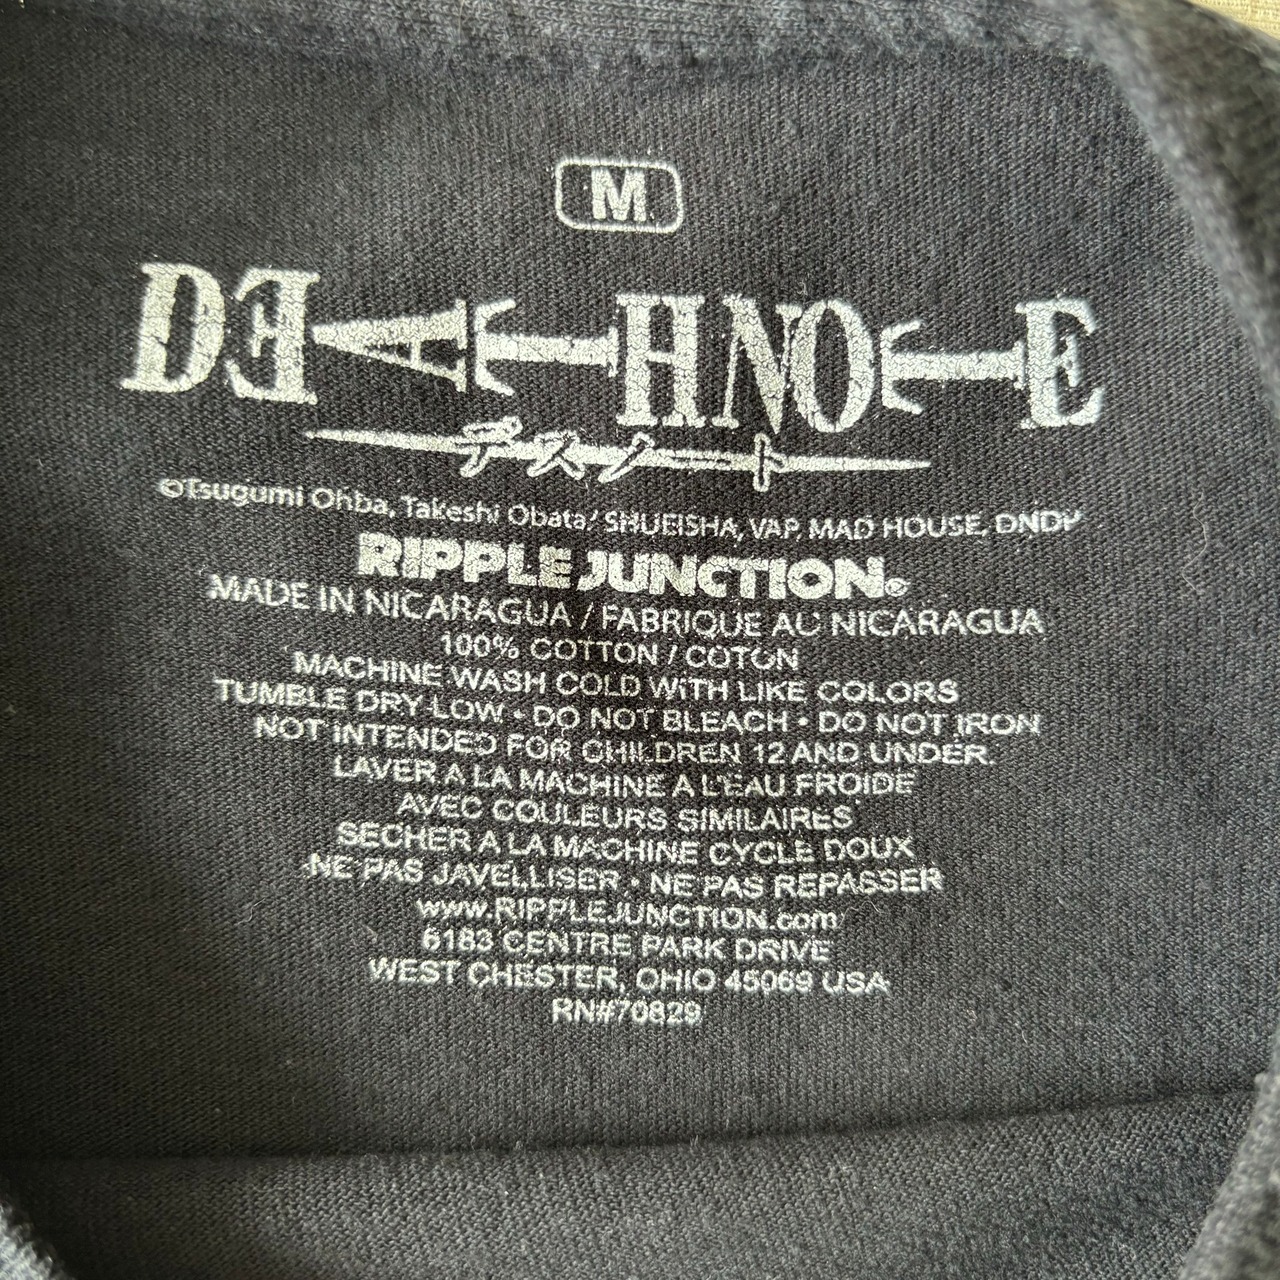 M
DEATH NOTE
デスノート
©Tsugumi Ohba, Takeshi Obata/ SHUEISHA, VAP, MAD HOUSE, DNDP
RIPPLE JUNCTION®
MADE IN NICARAGUA / FABRIQUE AU NICARAGUA
100% COTTON / COTON
MACHINE WASH COLD WITH LIKE COLORS
TUMBLE DRY LOW • DO NOT BLEACH • DO NOT IRON
NOT INTENDED FOR CHILDREN 12 AND UNDER.
LAVER A LA MACHINE A L'EAU FROIDE
AVEC COULEURS SIMILAIRES
SECHER A LA MACHINE CYCLE DOUX
•NE PAS JAVELLISER • NE PAS REPASSER
www.RIPPLEJUNCTION.com
6183 CENTRE PARK DRIVE
WEST CHESTER, OHIO 45069 USA
RN#70829